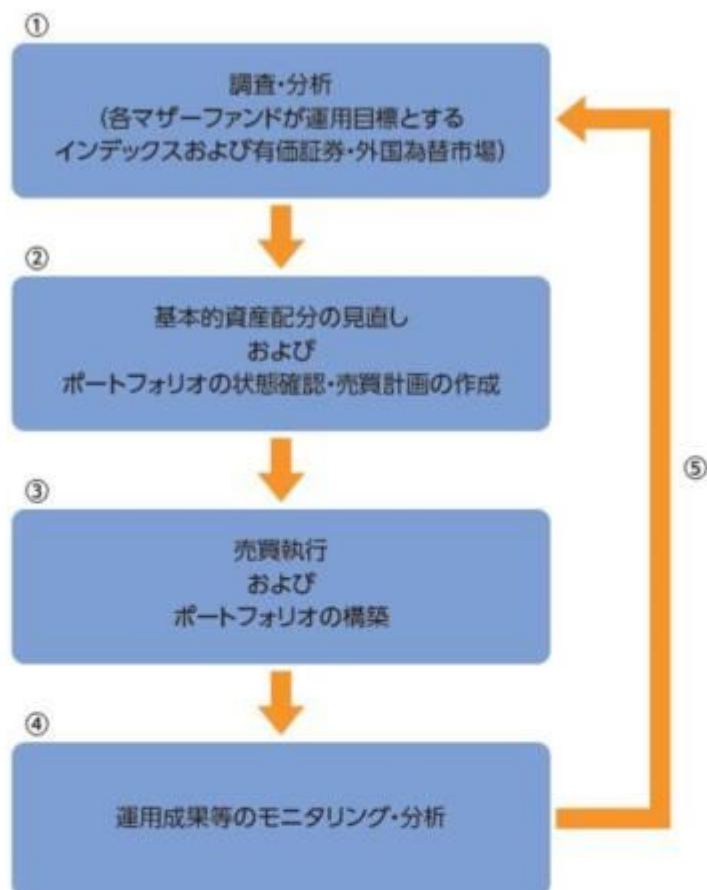 ①
調査・分析
(各マザーファンドが運用目標とする
インデックスおよび有価証券・外国為替市場)
②
基本的資産配分の見直し
および
ポートフォリオの状態確認・売買計画の作成
③
売買執行
および
ポートフォリオの構築
④
運用成果等のモニタリング・分析
⑤